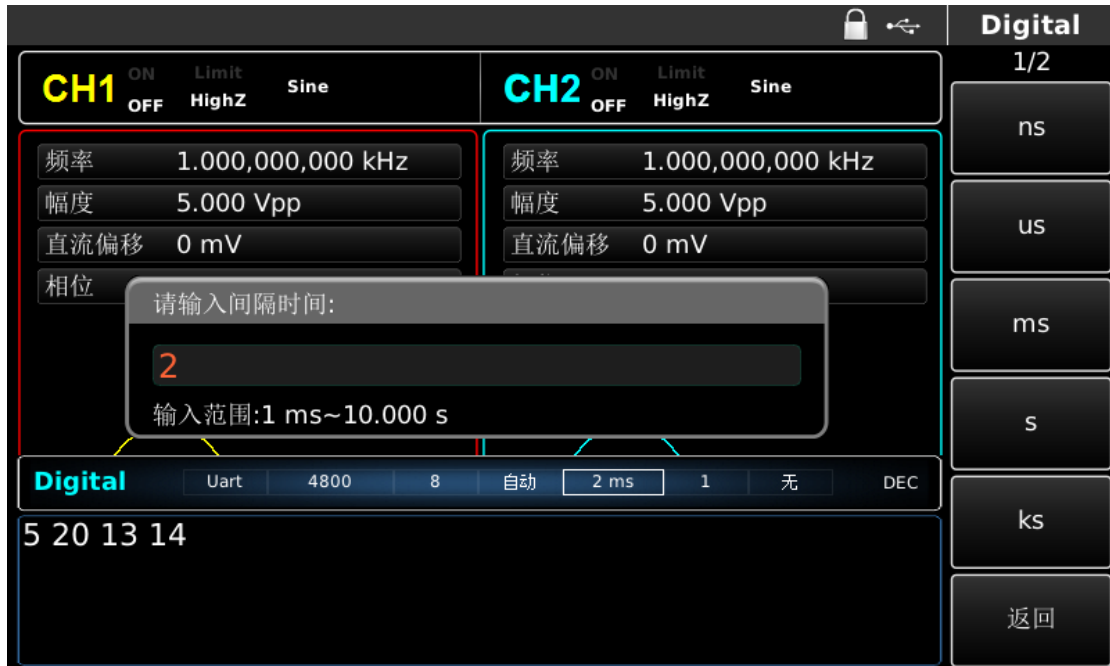 Digital
1/2
CH1 ON OFF Limit HighZ Sine
CH2 ON OFF Limit HighZ Sine
频率 1.000,000,000 kHz
幅度 5.000 Vpp
直流偏移 0 mV
相位
频率 1.000,000,000 kHz
幅度 5.000 Vpp
直流偏移 0 mV
请输入间隔时间:
2
输入范围:1 ms~10.000 s
Digital Uart 4800 8 自动 2 ms 1 无 DEC
5 20 13 14
ns
us
ms
s
ks
返回